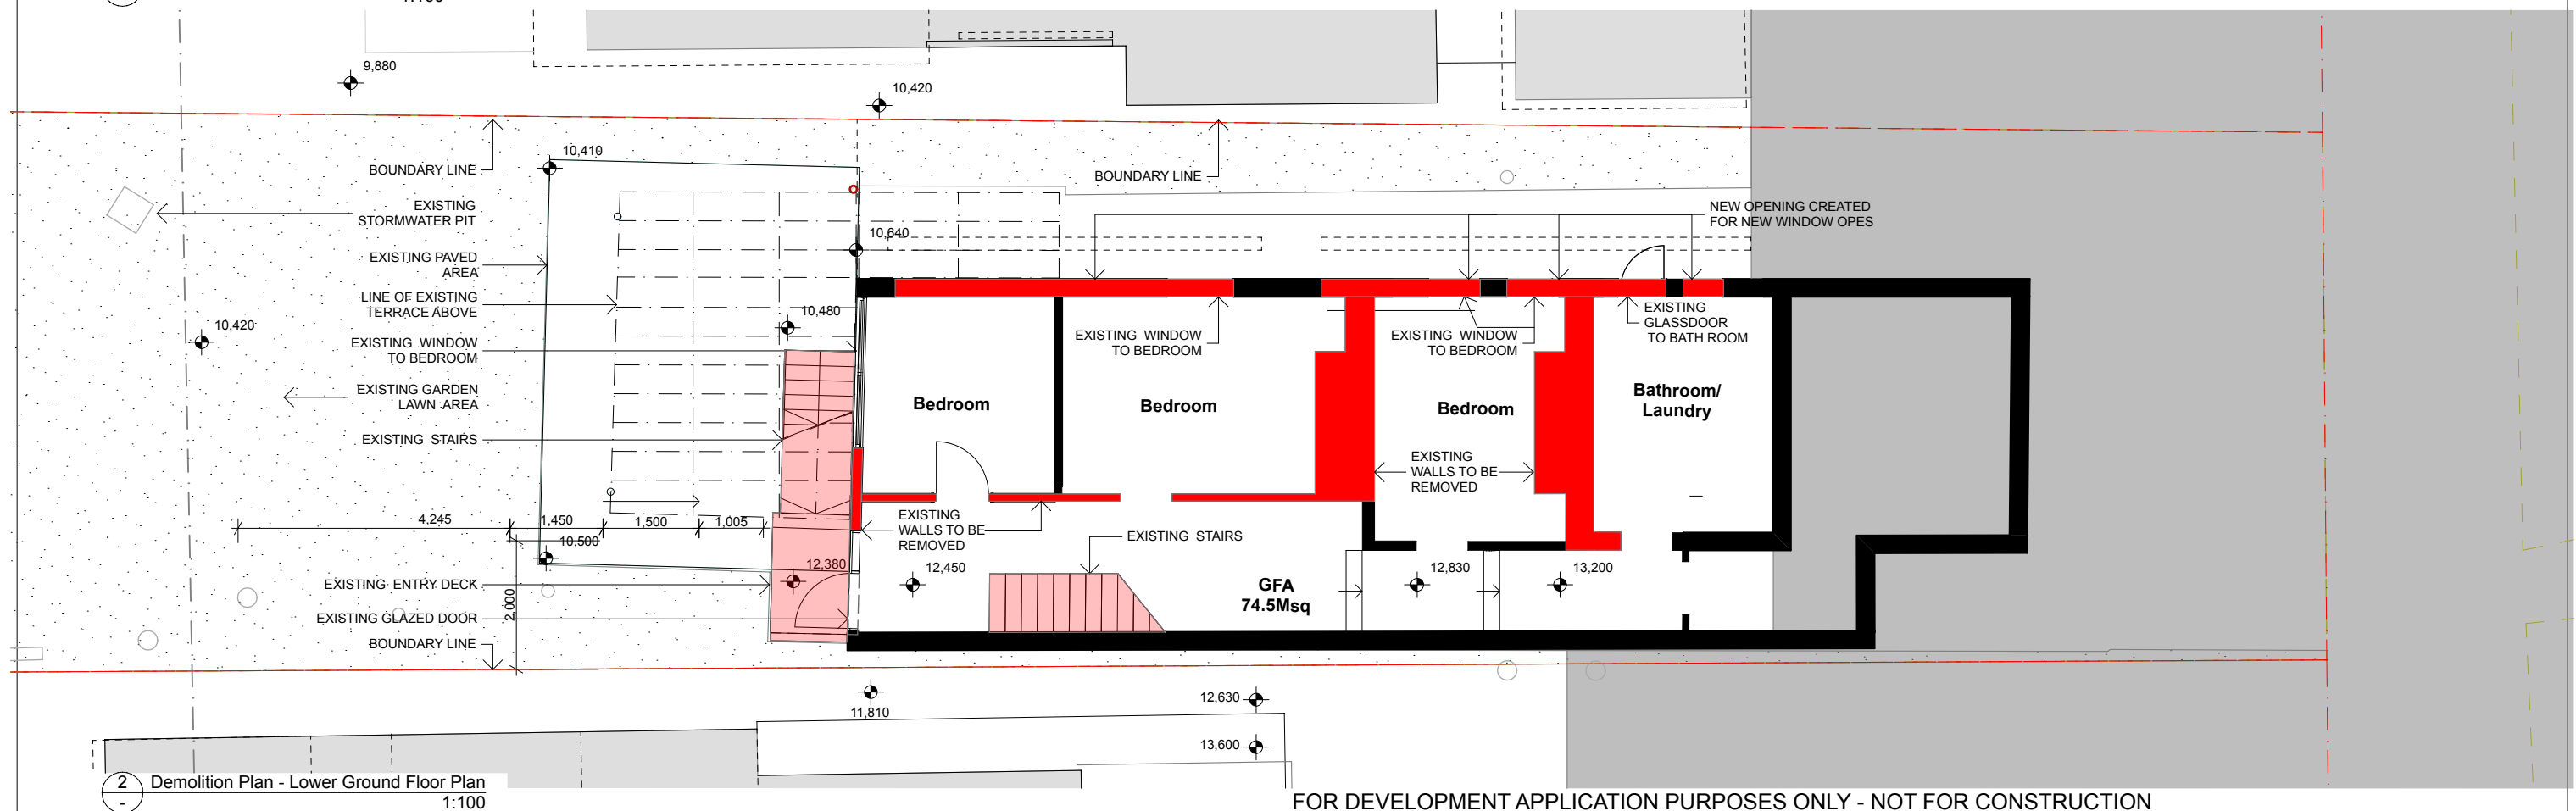 9,880
10,420
10,410
BOUNDARY LINE
BOUNDARY LINE
EXISTING
STORMWATER PIT
NEW OPENING CREATED
FOR NEW WINDOW OPES
10,640
EXISTING PAVED
AREA
LINE OF EXISTING
TERRACE ABOVE
10,480
EXISTING
GLASSDOOR
TO BATH ROOM
10,420
EXISTING .WINDOW
TO BEDROOM
EXISTING WINDOW
TO BEDROOM
EXISTING WINDOW
TO BEDROOM
EXISTING GARDEN
LAWN AREA
Bedroom
Bedroom
Bedroom
Bathroom/
Laundry
EXISTING STAIRS
EXISTING
WALLS TO BE
REMOVED
4,245
1,450
1,500
1,005
EXISTING
WALLS TO BE
REMOVED
EXISTING STAIRS
10,500
12,380
12,450
12,830
13,200
EXISTING ENTRY DECK
GFA
74.5Msq
2,000
EXISTING GLAZED DOOR
BOUNDARY LINE
11,810
12,630
13,600
2 Demolition Plan - Lower Ground Floor Plan
- 1:100
FOR DEVELOPMENT APPLICATION PURPOSES ONLY - NOT FOR CONSTRUCTION